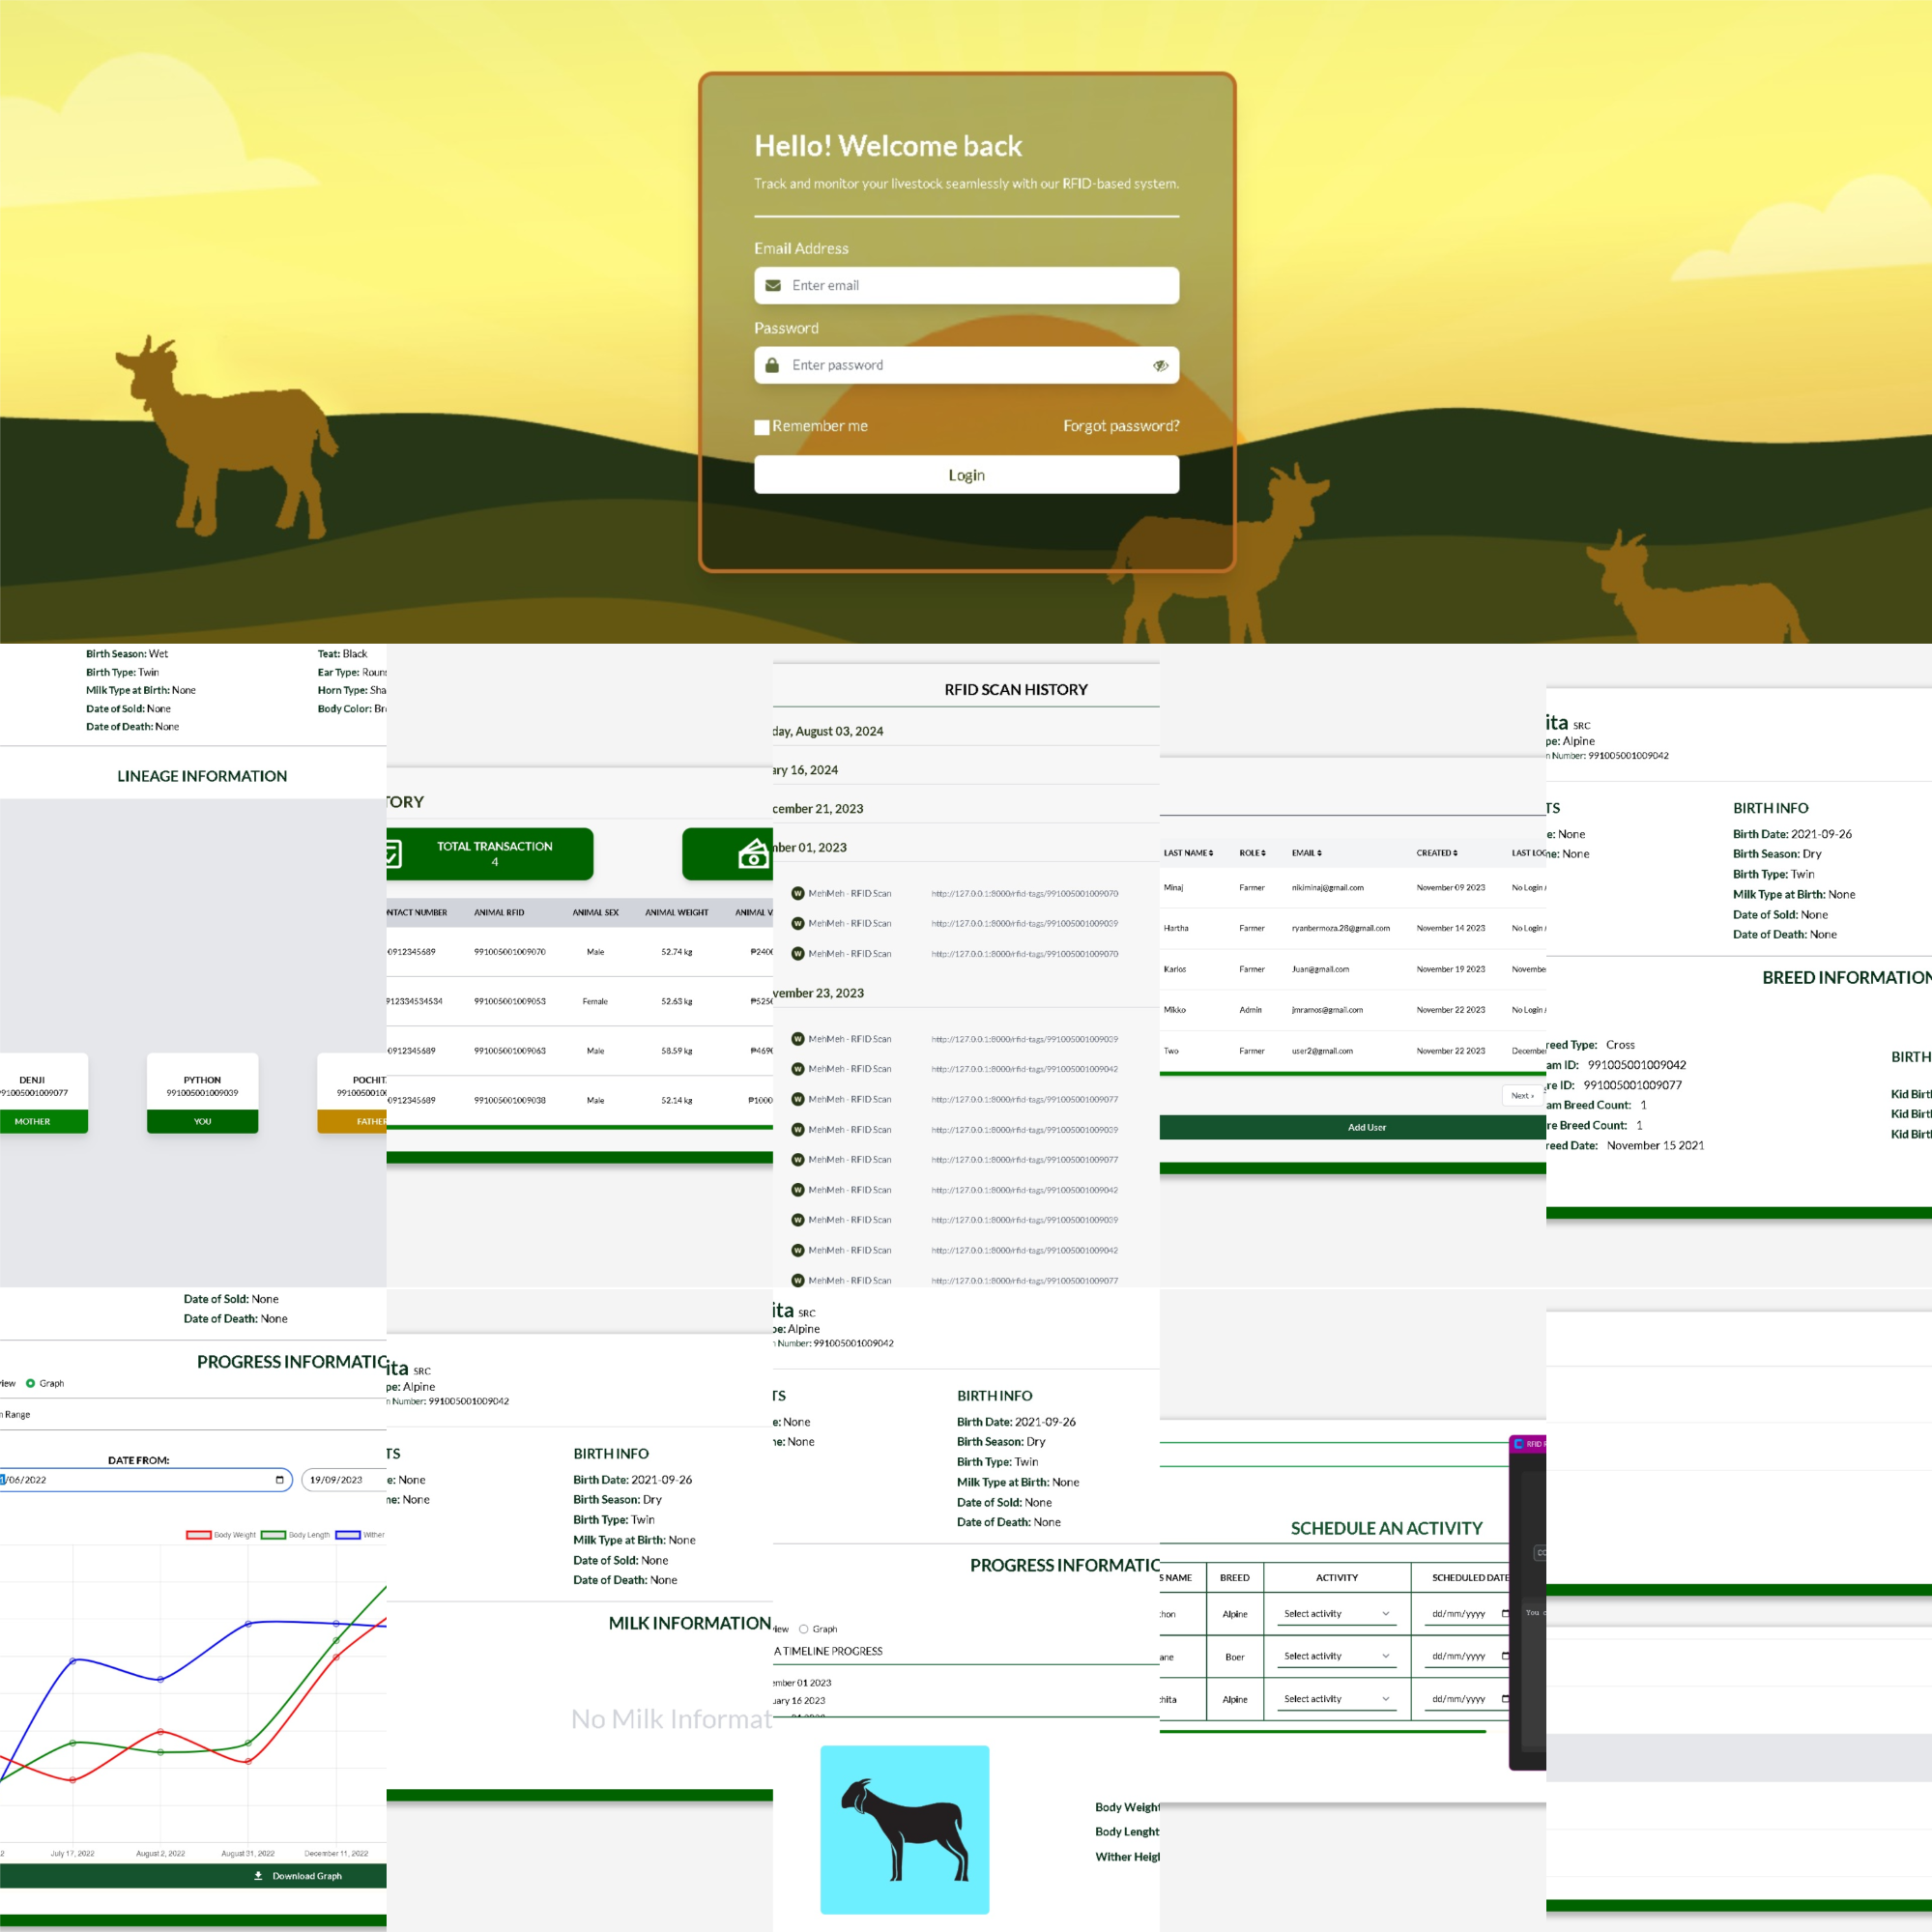 Hello! Welcome back
Track and monitor your livestock seamlessly with our RFID-based system.
Email Address
Enter email
Password
Enter password
Remember me
Forgot password?
Login
Birth Season: Wet
Birth Type: Twin
Milk Type at Birth: None
Date of Sold: None
Date of Death: None
Teat: Black
Ear Type: Roun
Horn Type: Sha
Body Color: Br
LINEAGE INFORMATION
DENJI
991005001009077
MOTHER
PYTHON
991005001009039
YOU
POCHIT
9910050010
FATHE
TORY
TOTAL TRANSACTION
4
NTACT NUMBER ANIMAL RFID ANIMAL SEX ANIMAL WEIGHT ANIMAL V
0912345689 991005001009070 Male 52.74 kg ₱2400
912334534534 991005001009053 Female 52.63 kg ₱5250
0912345689 991005001009063 Male 58.59 kg ₱4690
0912345689 991005001009038 Male 52.14 kg ₱1000
RFID SCAN HISTORY
day, August 03, 2024
ary 16, 2024
cember 21, 2023
mber 01, 2023
W MehMeh - RFID Scan http://127.0.0.1:8000/rfid-tags/991005001009070
W MehMeh - RFID Scan http://127.0.0.1:8000/rfid-tags/991005001009039
W MehMeh - RFID Scan http://127.0.0.1:8000/rfid-tags/991005001009070
vember 23, 2023
W MehMeh - RFID Scan http://127.0.0.1:8000/rfid-tags/991005001009039
W MehMeh - RFID Scan http://127.0.0.1:8000/rfid-tags/991005001009042
W MehMeh - RFID Scan http://127.0.0.1:8000/rfid-tags/991005001009077
W MehMeh - RFID Scan http://127.0.0.1:8000/rfid-tags/991005001009039
W MehMeh - RFID Scan http://127.0.0.1:8000/rfid-tags/991005001009077
W MehMeh - RFID Scan http://127.0.0.1:8000/rfid-tags/991005001009042
W MehMeh - RFID Scan http://127.0.0.1:8000/rfid-tags/991005001009039
W MehMeh - RFID Scan http://127.0.0.1:8000/rfid-tags/991005001009042
W MehMeh - RFID Scan http://127.0.0.1:8000/rfid-tags/991005001009077
LAST NAME ROLE EMAIL CREATED LAST LOG
Minaj Farmer nikiminaj@gmail.com November 09 2023 No Login
Hartha Farmer ryanbermoza.28@gmail.com November 14 2023 No Login
Karlos Farmer Juan@gmail.com November 19 2023 Novembe
Mikko Admin jmramos@gmail.com November 22 2023 No Login
Two Farmer user2@gmail.com November 22 2023 Decembe
Next »
Add User
ita SRC
pe: Alpine
n Number: 991005001009042
TS
e: None
ne: None
BIRTH INFO
Birth Date: 2021-09-26
Birth Season: Dry
Birth Type: Twin
Milk Type at Birth: None
Date of Sold: None
Date of Death: None
BREED INFORMATION
reed Type: Cross
am ID: 991005001009042
re ID: 991005001009077
am Breed Count: 1
re Breed Count: 1
reed Date: November 15 2021
BIRTH
Kid Birt
Kid Birt
Kid Birt
Date of Sold: None
Date of Death: None
PROGRESS INFORMATIO
iew Graph
n Range
DATE FROM:
/06/2022
19/09/2023
Body Weight Body Length Wither
2 July 17, 2022 August 2, 2022 August 31, 2022 December 11, 2022
Download Graph
ita SRC
pe: Alpine
n Number: 991005001009042
TS
e: None
ne: None
BIRTH INFO
Birth Date: 2021-09-26
Birth Season: Dry
Birth Type: Twin
Milk Type at Birth: None
Date of Sold: None
Date of Death: None
MILK INFORMATION
No Milk Informat
ita SRC
pe: Alpine
n Number: 991005001009042
TS
e: None
ne: None
BIRTH INFO
Birth Date: 2021-09-26
Birth Season: Dry
Birth Type: Twin
Milk Type at Birth: None
Date of Sold: None
Date of Death: None
PROGRESS INFORMATIO
iew Graph
A TIMELINE PROGRESS
ember 01 2023
uary 16 2023
Body Weight
Body Lenght
Wither Heig
SCHEDULE AN ACTIVITY
S NAME BREED ACTIVITY SCHEDULED DATE
hon Alpine Select activity dd/mm/yyyy
ane Boer Select activity dd/mm/yyyy
hita Alpine Select activity dd/mm/yyyy
RFID
CO
You